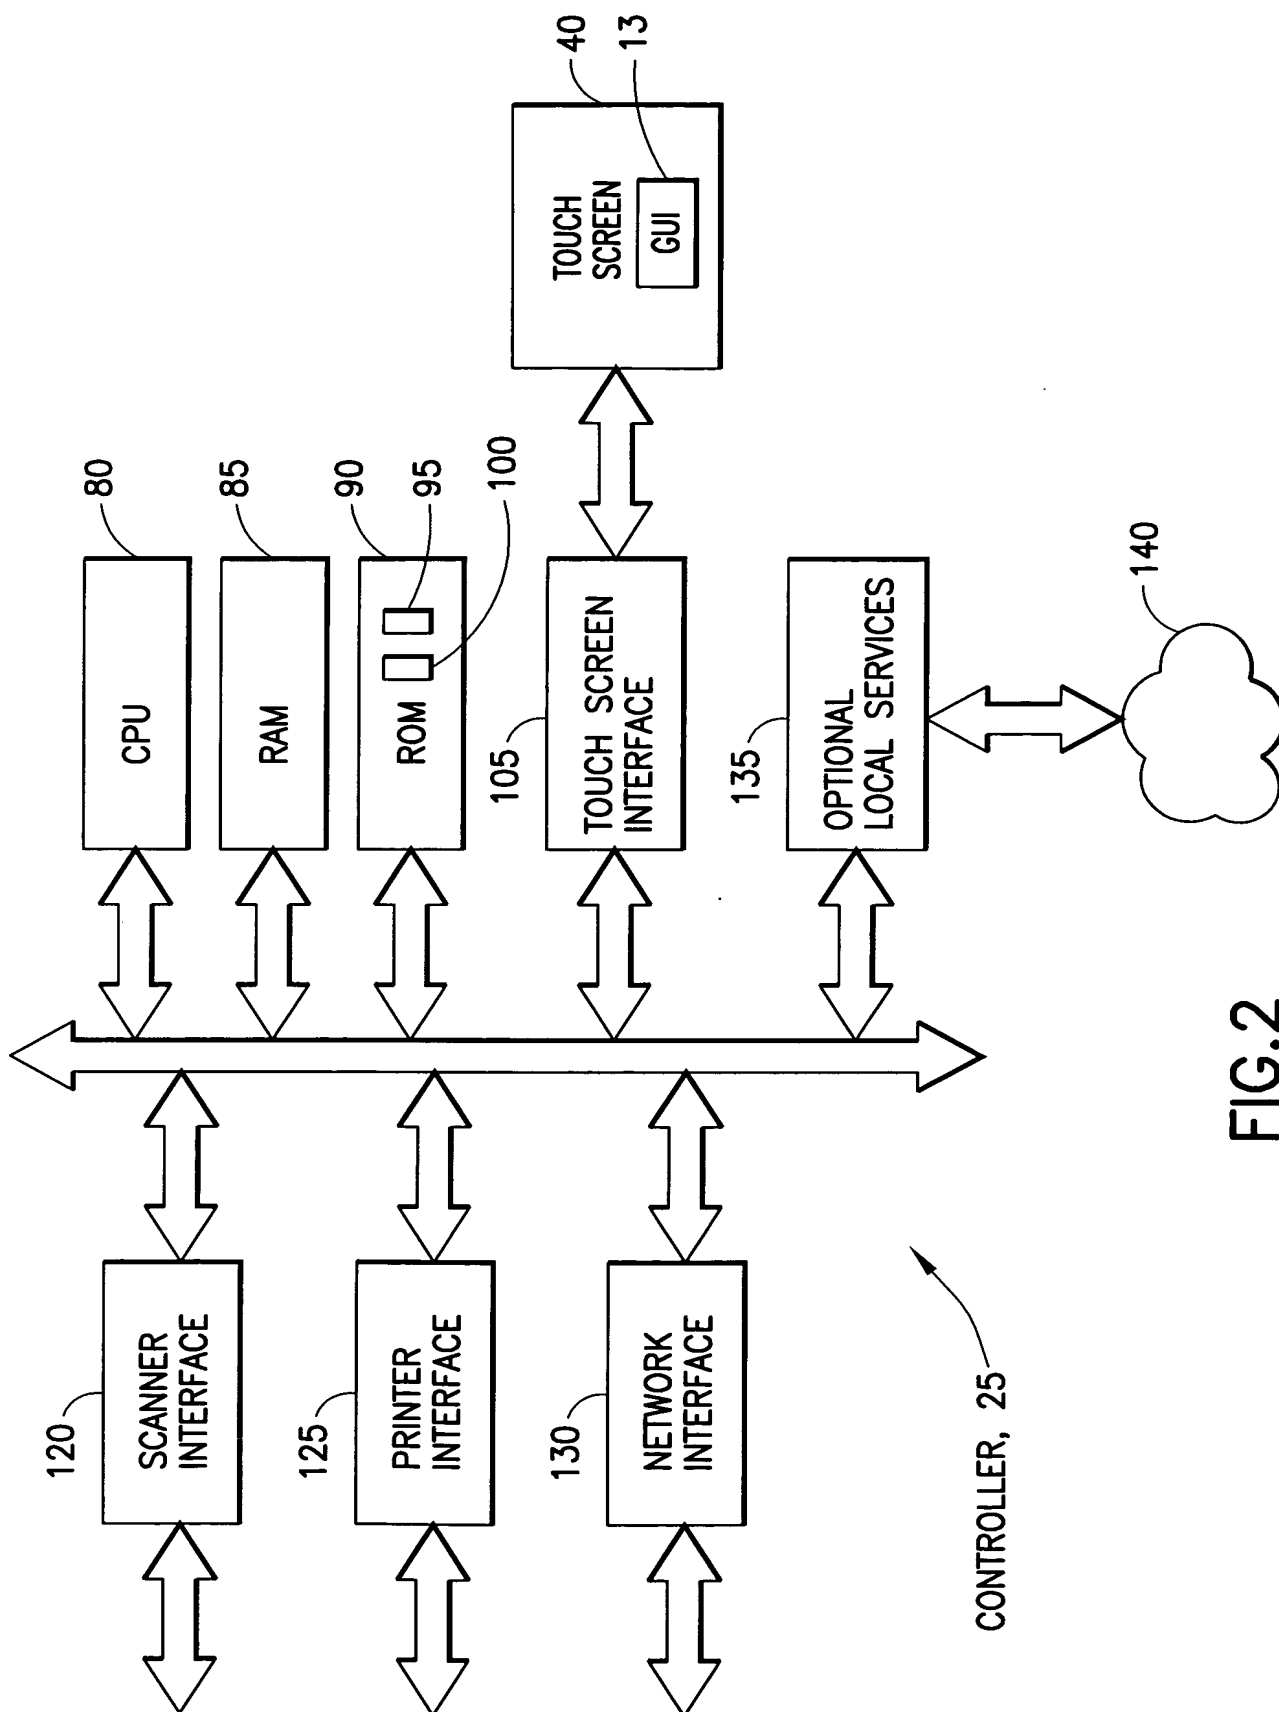 40
13
TOUCH
SCREEN
GUI
80
CPU
85
RAM
90
95
100
ROM
105
TOUCH SCREEN
INTERFACE
135
OPTIONAL
LOCAL SERVICES
140
120
SCANNER
INTERFACE
125
PRINTER
INTERFACE
130
NETWORK
INTERFACE
CONTROLLER, 25
FIG.2